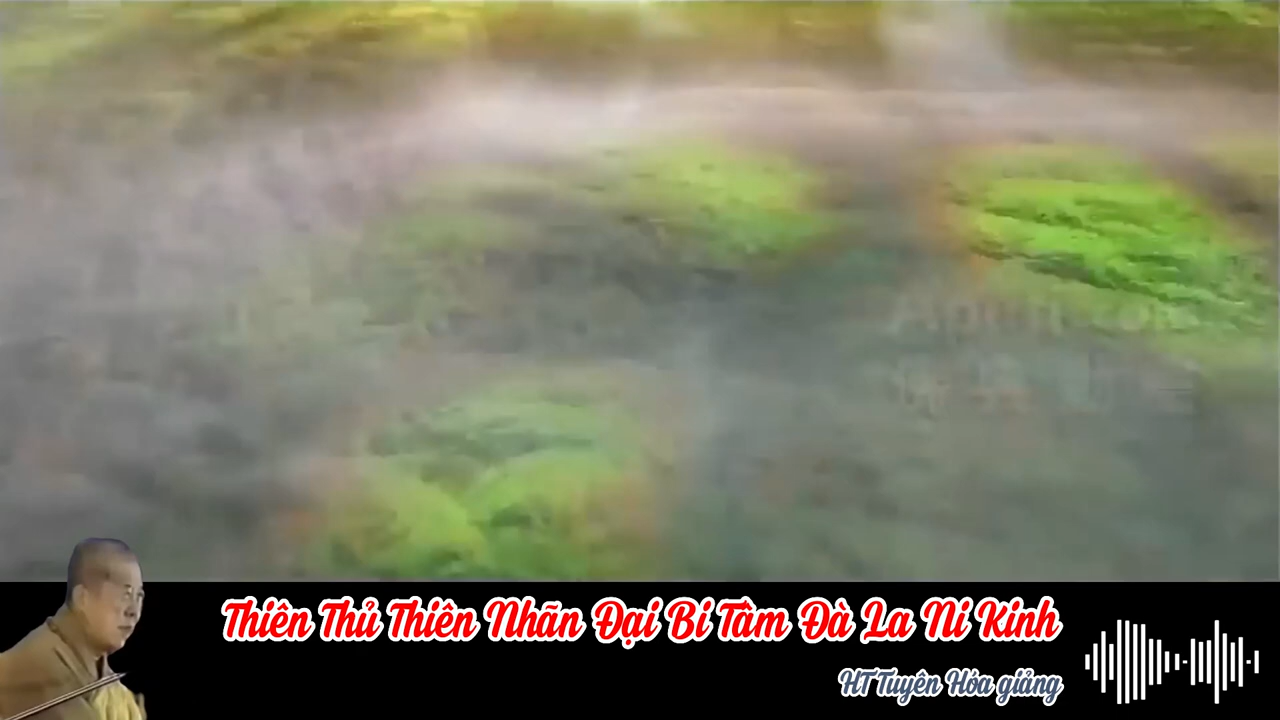 Thiên Thủ Thiên Nhãn Đại Bi Tâm Đà La Ni Kinh
HT Tuyên Hóa giảng